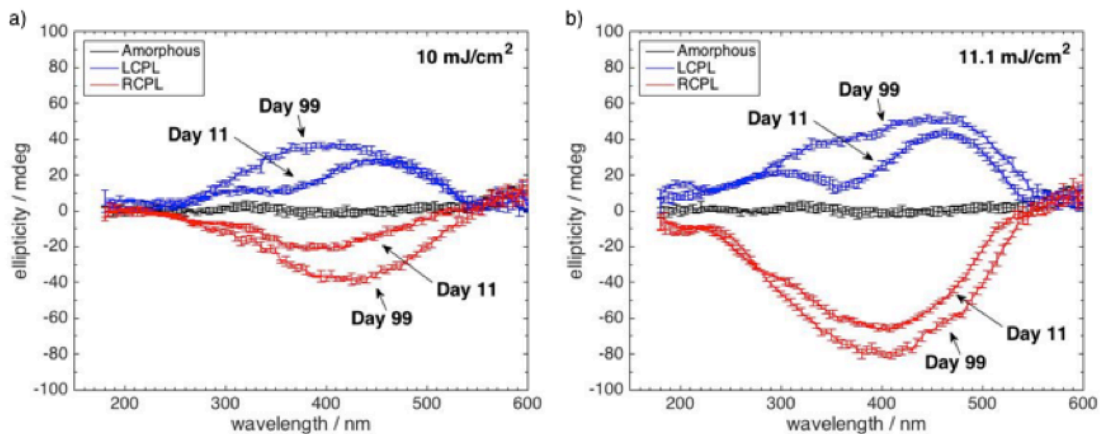 a)
10 mJ/cm²
Amorphous
LCPL
RCPL
Day 99
Day 11
Day 11
Day 99
100
80
60
40
20
0
-20
-40
-60
-80
-100
ellipticity / mdeg
200 300 400 500 600
wavelength / nm
b)
11.1 mJ/cm²
Amorphous
LCPL
RCPL
Day 99
Day 11
Day 11
Day 99
100
80
60
40
20
0
-20
-40
-60
-80
-100
ellipticity / mdeg
200 300 400 500 600
wavelength / nm